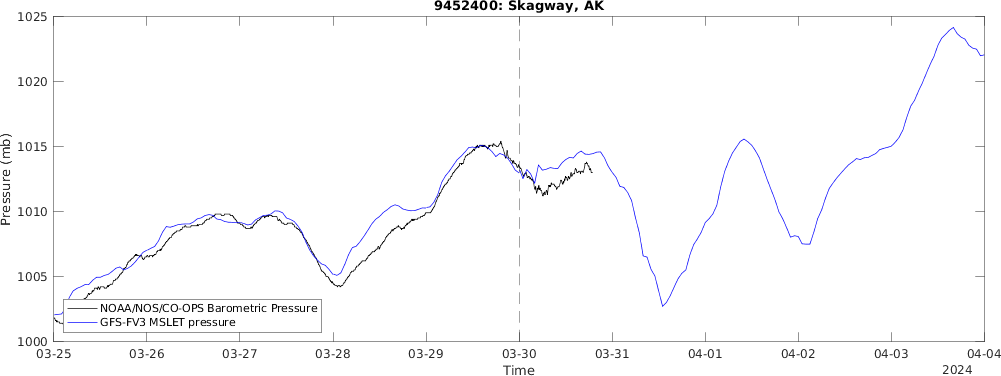 9452400: Skagway, AK
Pressure (mb)
1025
1020
1015
1010
1005
1000
NOAA/NOS/CO-OPS Barometric Pressure
GFS-FV3 MSLET pressure
03-25 03-26 03-27 03-28 03-29 03-30 03-31 04-01 04-02 04-03 04-04
Time
2024